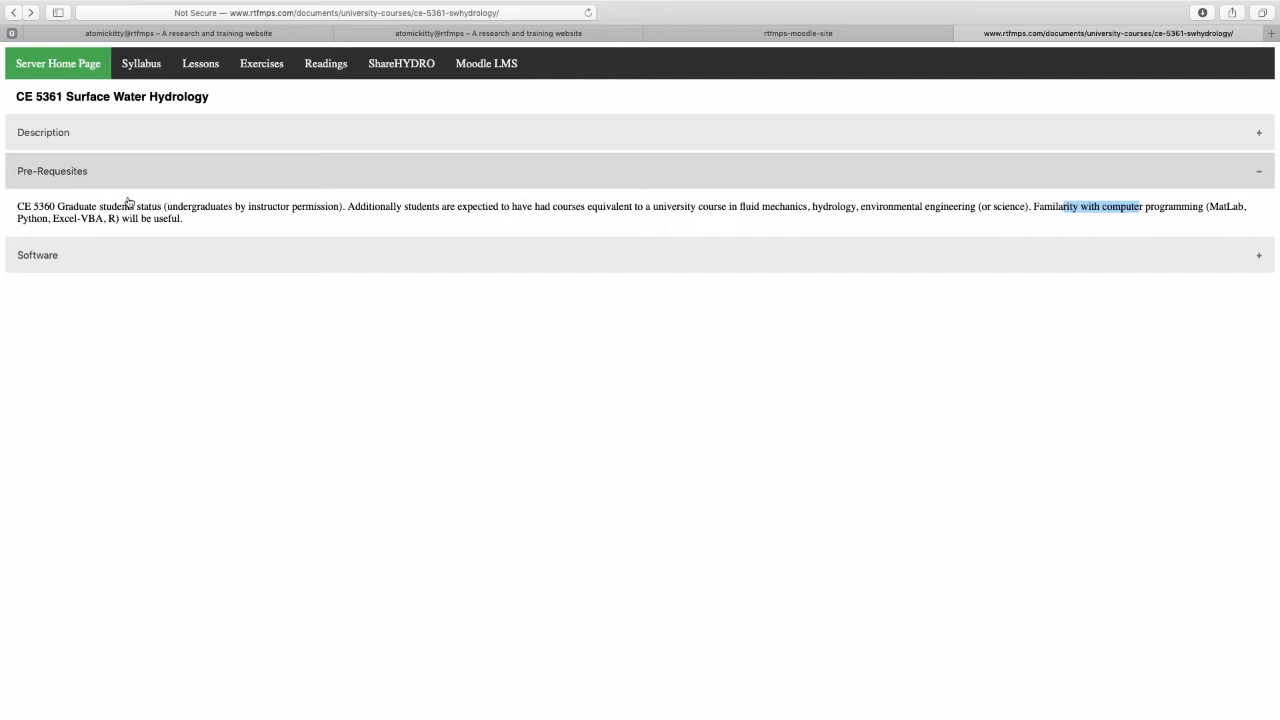 Not Secure — www.rtfmps.com/documents/university-courses/ce-5361-swhydrology/
G
atomickitty@rtfmps – A research and training website
atomickitty@rtfmps – A research and training website
rtfmps-moodle-site
www.rtfmps.com/documents/university-courses/ce-5361-swhydrology/
+
Server Home Page
Syllabus
Lessons
Exercises
Readings
ShareHYDRO
Moodle LMS
CE 5361 Surface Water Hydrology
Description
+
Pre-Requesites
−
CE 5360 Graduate students status (undergraduates by instructor permission). Additionally students are expectied to have had courses equivalent to a university course in fluid mechanics, hydrology, environmental engineering (or science). Familarity with computer programming (MatLab,
Python, Excel-VBA, R) will be useful.
Software
+